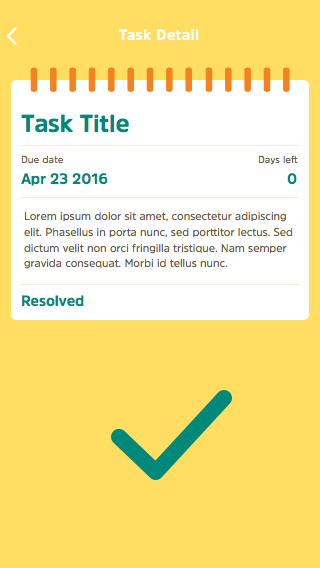 Task Detail
Task Title
Due date Days left
Apr 23 2016 0
Lorem ipsum dolor sit amet, consectetur adipiscing
elit. Phasellus in porta nunc, sed porttitor lectus. Sed
dictum velit non orci fringilla tristique. Nam semper
gravida consequat. Morbi id tellus nunc.
Resolved